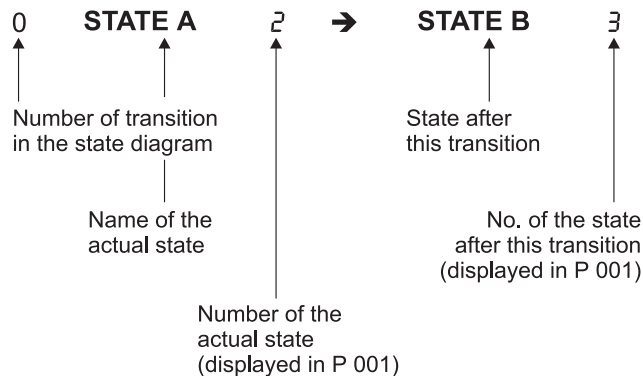 0 STATE A 2 → STATE B 3
Number of transition
in the state diagram
State after
this transition
Name of the
actual state
No. of the state
after this transition
(displayed in P 001)
Number of the
actual state
(displayed in P 001)